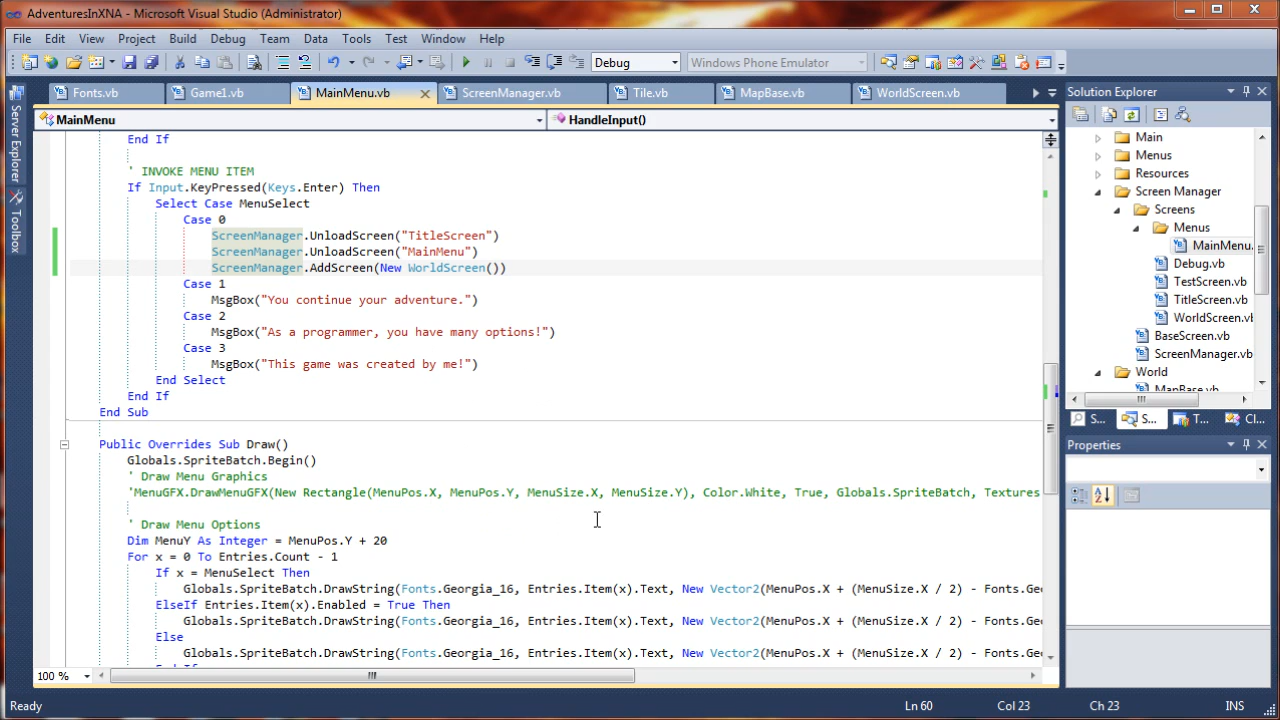 AdventuresInXNA - Microsoft Visual Studio (Administrator)
File Edit View Project Build Debug Team Data Tools Test Window Help
Debug Windows Phone Emulator
Fonts.vb Game1.vb MainMenu.vb ScreenManager.vb Tile.vb MapBase.vb WorldScreen.vb
MainMenu HandleInput()
End If
' INVOKE MENU ITEM
If Input.KeyPressed(Keys.Enter) Then
Select Case MenuSelect
Case 0
ScreenManager.UnloadScreen("TitleScreen")
ScreenManager.UnloadScreen("MainMenu")
ScreenManager.AddScreen(New WorldScreen())
Case 1
MsgBox("You continue your adventure.")
Case 2
MsgBox("As a programmer, you have many options!")
Case 3
MsgBox("This game was created by me!")
End Select
End If
End Sub
Public Overrides Sub Draw()
Globals.SpriteBatch.Begin()
' Draw Menu Graphics
'MenuGFX.DrawMenuGFX(New Rectangle(MenuPos.X, MenuPos.Y, MenuSize.X, MenuSize.Y), Color.White, True, Globals.SpriteBatch, Textures
' Draw Menu Options
Dim MenuY As Integer = MenuPos.Y + 20
For x = 0 To Entries.Count - 1
If x = MenuSelect Then
Globals.SpriteBatch.DrawString(Fonts.Georgia_16, Entries.Item(x).Text, New Vector2(MenuPos.X + (MenuSize.X / 2) - Fonts.Geo
ElseIf Entries.Item(x).Enabled = True Then
Globals.SpriteBatch.DrawString(Fonts.Georgia_16, Entries.Item(x).Text, New Vector2(MenuPos.X + (MenuSize.X / 2) - Fonts.Geo
Else
Globals.SpriteBatch.DrawString(Fonts.Georgia_16, Entries.Item(x).Text, New Vector2(MenuPos.X + (MenuSize.X / 2) - Fonts.Geo
End If
100 %
Server Explorer
Toolbox
Solution Explorer
Main
Menus
Resources
Screen Manager
Screens
Menus
MainMenu.
Debug.vb
TestScreen.vb
TitleScreen.vb
WorldScreen.vb
BaseScreen.vb
ScreenManager.vb
World
MapBase.vb
S... S... T... Cl...
Properties
Ready Ln 60 Col 23 Ch 23 INS